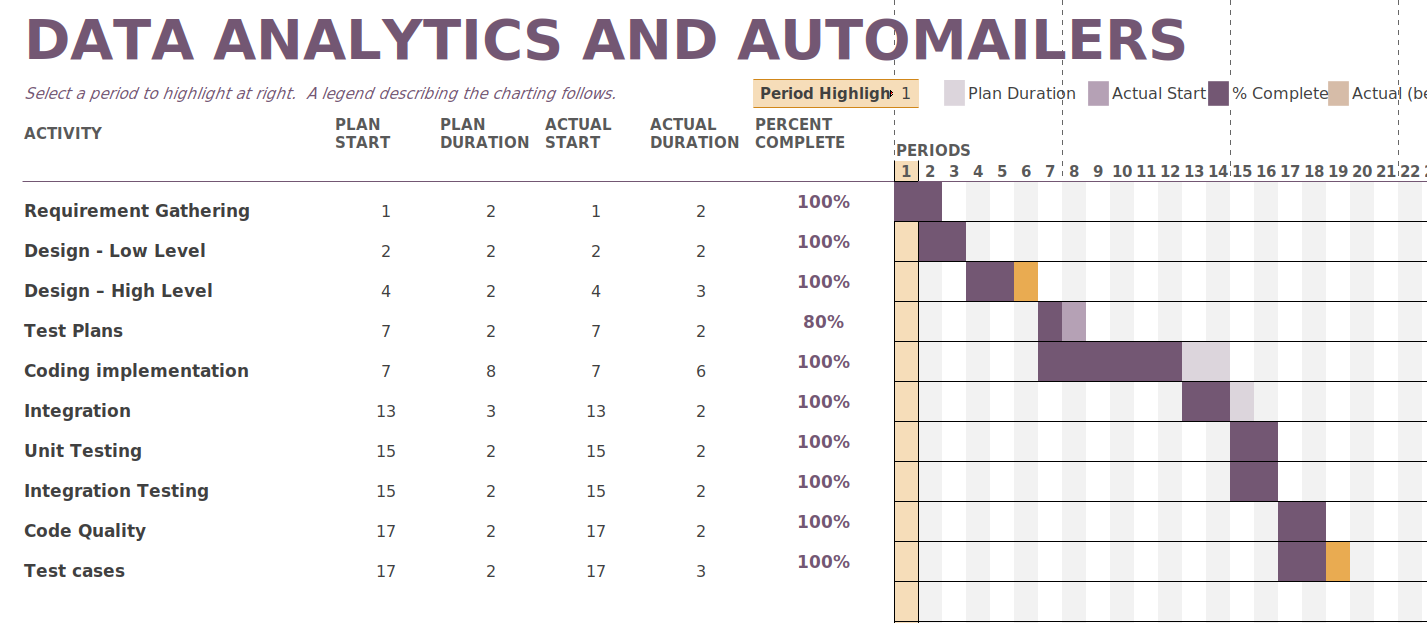 DATA ANALYTICS AND AUTOMAILERS
Select a period to highlight at right.  A legend describing the charting follows.
Period Highligh 1
Plan Duration Actual Start % Complete Actual (be
ACTIVITY PLAN START PLAN DURATION ACTUAL START ACTUAL DURATION PERCENT COMPLETE
PERIODS
1 2 3 4 5 6 7 8 9 10 11 12 13 14 15 16 17 18 19 20 21 22 2
Requirement Gathering 1 2 1 2 100%
Design - Low Level 2 2 2 2 100%
Design – High Level 4 2 4 3 100%
Test Plans 7 2 7 2 80%
Coding implementation 7 8 7 6 100%
Integration 13 3 13 2 100%
Unit Testing 15 2 15 2 100%
Integration Testing 15 2 15 2 100%
Code Quality 17 2 17 2 100%
Test cases 17 2 17 3 100%